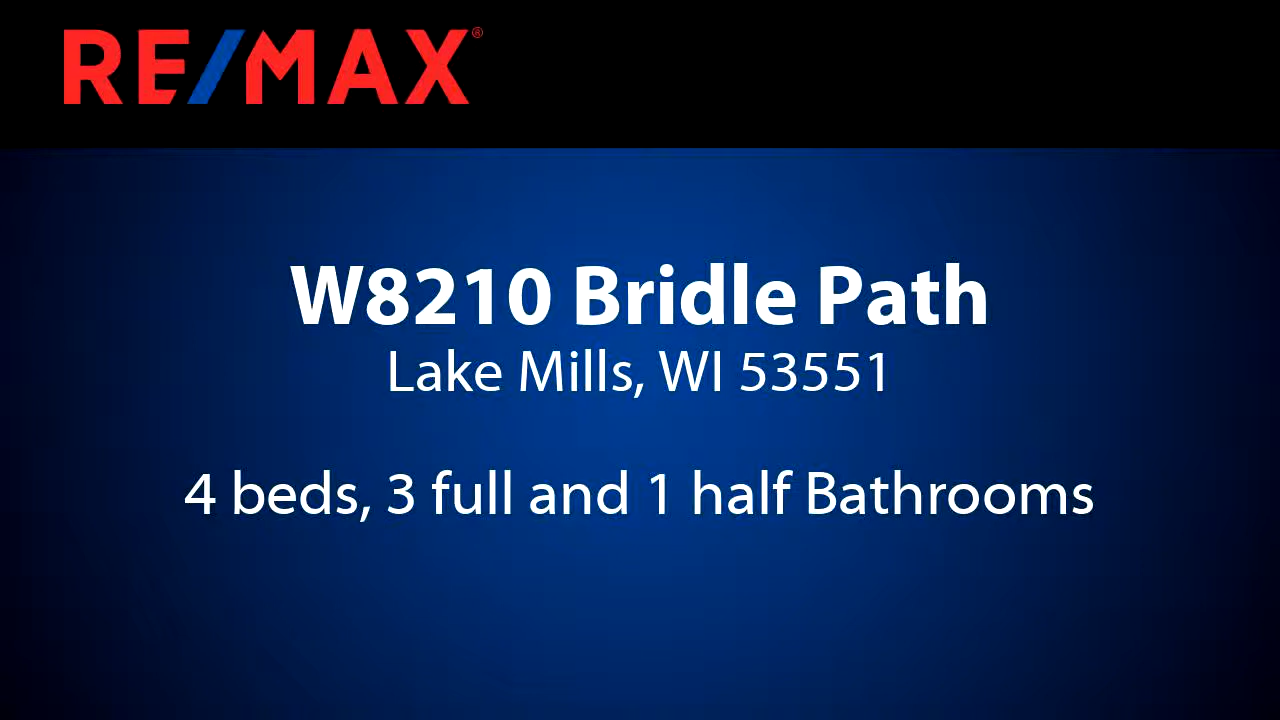 RE/MAX®
W8210 Bridle Path
Lake Mills, WI 53551
4 beds, 3 full and 1 half Bathrooms